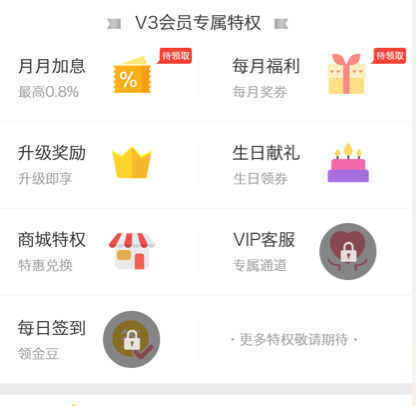 V3会员专属特权
月月加息
最高0.8%
%
待领取
每月福利
每月奖券
待领取
升级奖励
升级即享
生日献礼
生日领券
商城特权
特惠兑换
VIP客服
专属通道
每日签到
领金豆
·更多特权敬请期待·